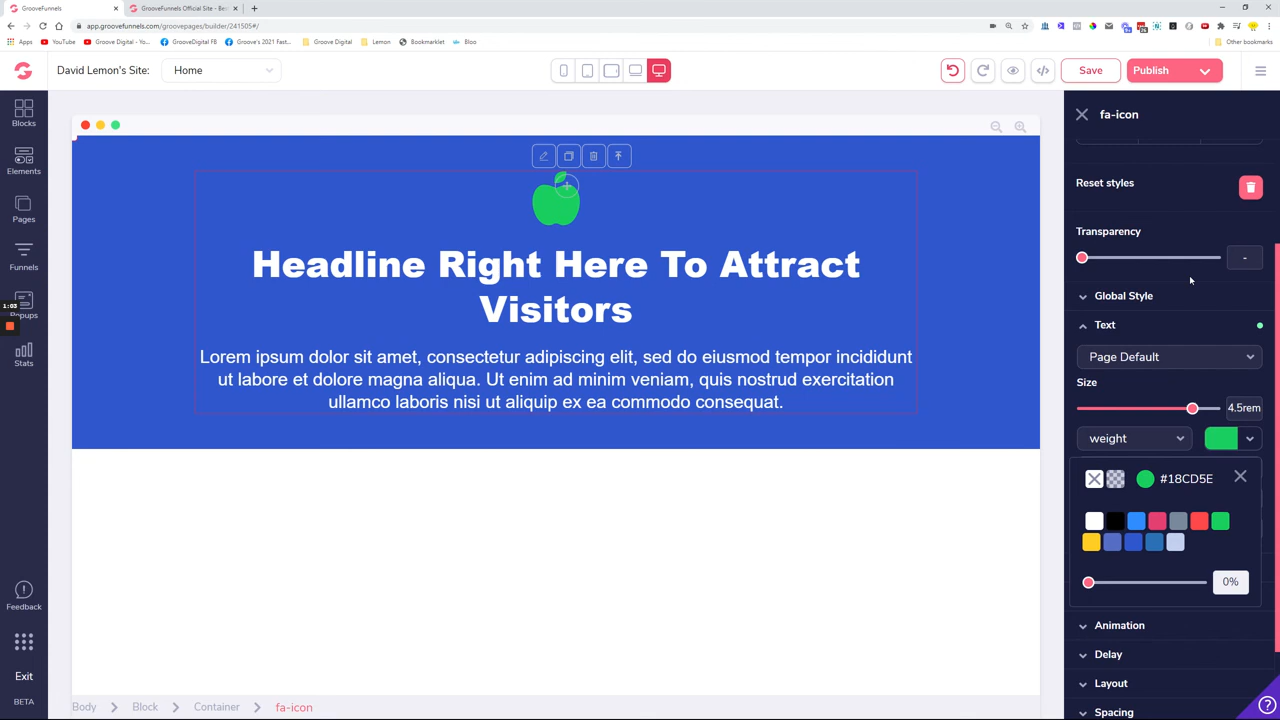 GrooveFunnels
GrooveFunnels Official Site - Be
app.groovefunnels.com/groovepages/builder/241505#/
Apps
YouTube
Groove Digital - Yo...
GrooveDigital FB
Groove's 2021 Fast...
Groove Digital
Lemon
Bookmarklet
Bloo
Other bookmarks
David Lemon's Site:
Home
Save
Publish
Blocks
Elements
Pages
Funnels
Popups
1:03
Stats
Feedback
Exit
BETA
Headline Right Here To Attract
Visitors
Lorem ipsum dolor sit amet, consectetur adipiscing elit, sed do eiusmod tempor incididunt
ut labore et dolore magna aliqua. Ut enim ad minim veniam, quis nostrud exercitation
ullamco laboris nisi ut aliquip ex ea commodo consequat.
Body
Block
Container
fa-icon
fa-icon
Reset styles
Transparency
-
Global Style
Text
Page Default
Size
4.5rem
weight
#18CD5E
0%
Animation
Delay
Layout
Spacing